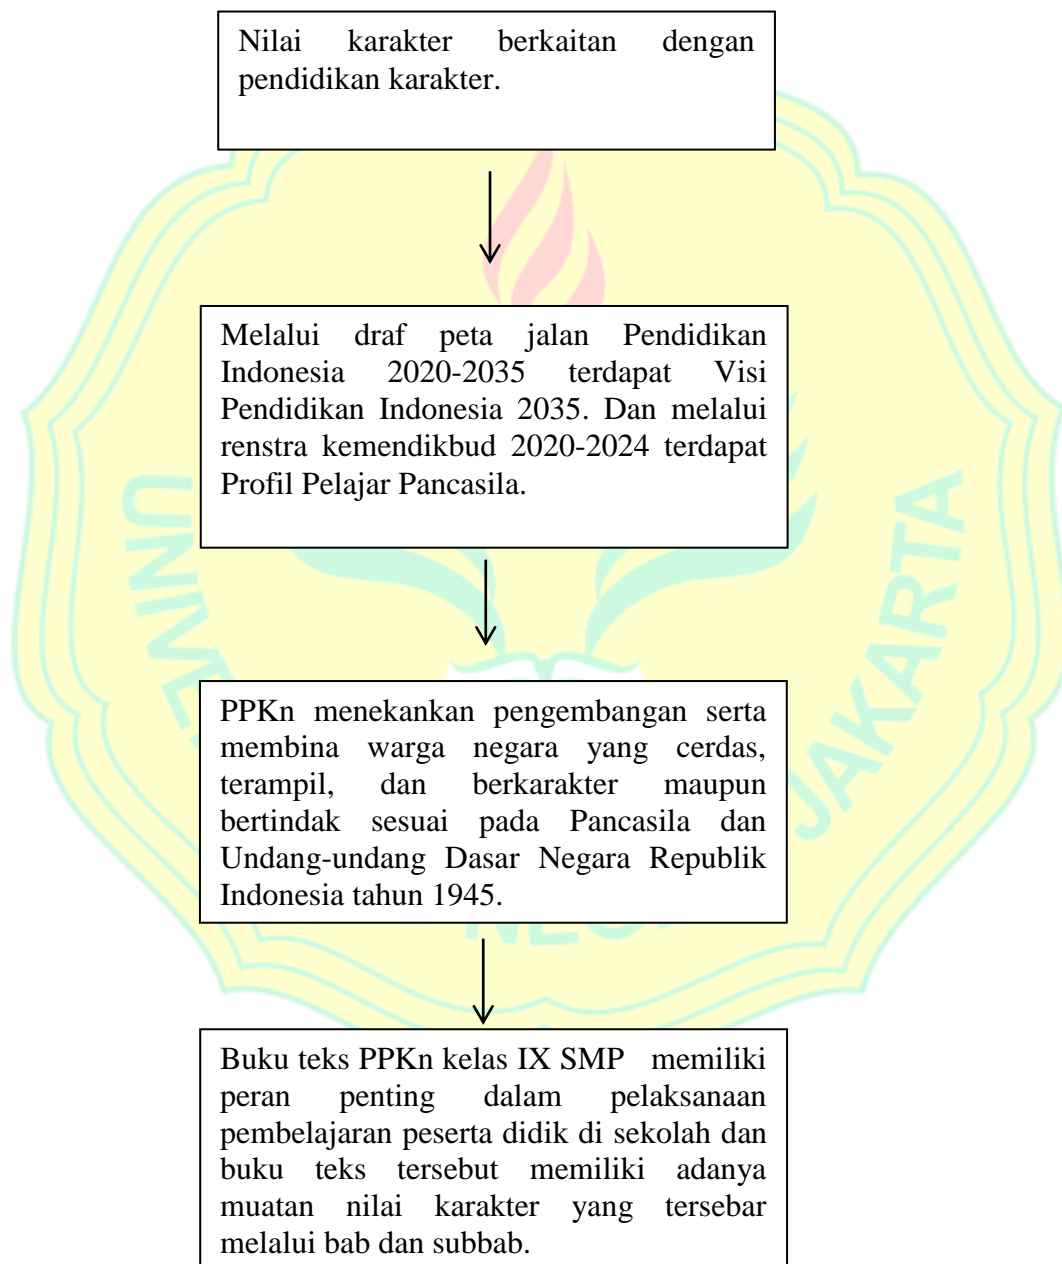 Nilai karakter berkaitan dengan
pendidikan karakter.
Melalui draf peta jalan Pendidikan
Indonesia 2020-2035 terdapat Visi
Pendidikan Indonesia 2035. Dan melalui
renstra kemendikbud 2020-2024 terdapat
Profil Pelajar Pancasila.
PPKn menekankan pengembangan serta
membina warga negara yang cerdas,
terampil, dan berkarakter maupun
bertindak sesuai pada Pancasila dan
Undang-undang Dasar Negara Republik
Indonesia tahun 1945.
Buku teks PPKn kelas IX SMP memiliki
peran penting dalam pelaksanaan
pembelajaran peserta didik di sekolah dan
buku teks tersebut memiliki adanya
muatan nilai karakter yang tersebar
melalui bab dan subbab.
JAKARTA